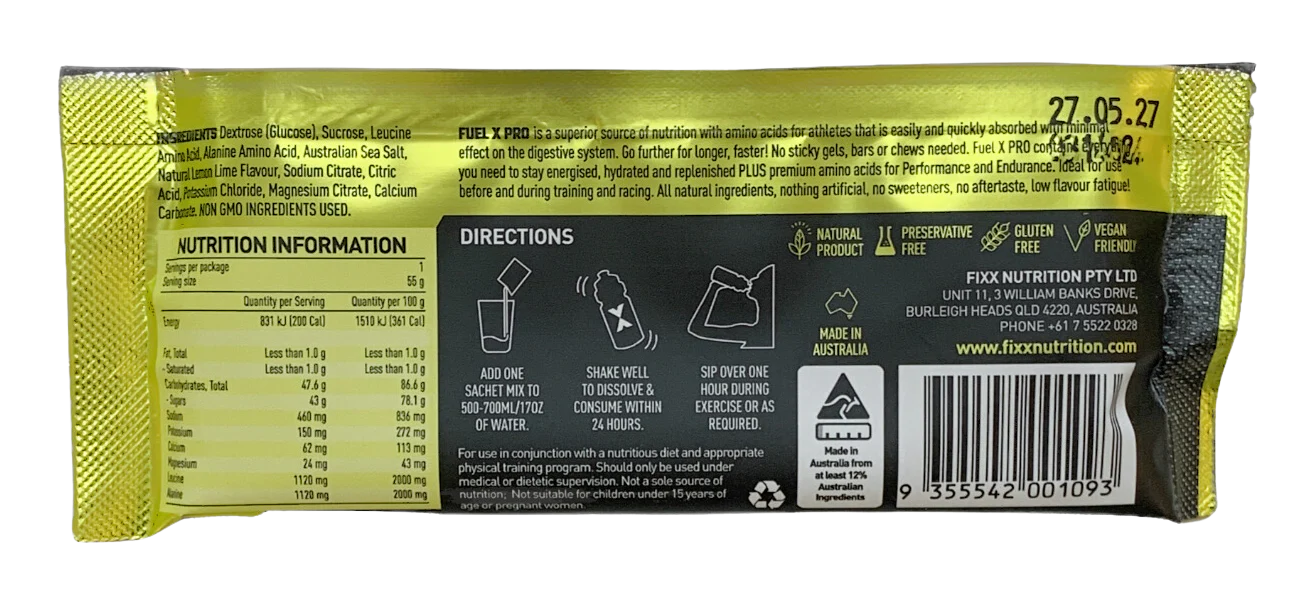 27.05.27
INGREDIENTS Dextrose (Glucose), Sucrose, Leucine
Amino Acid, Alanine Amino Acid, Australian Sea Salt,
Natural Lemon Lime Flavour, Sodium Citrate, Citric
Acid, Potassium Chloride, Magnesium Citrate, Calcium
Carbonate. NON GMO INGREDIENTS USED.
FUEL X PRO is a superior source of nutrition with amino acids for athletes that is easily and quickly absorbed with minimal
effect on the digestive system. Go further for longer, faster! No sticky gels, bars or chews needed. Fuel X PRO contains everything
you need to stay energised, hydrated and replenished PLUS premium amino acids for Performance and Endurance. Ideal for use
before and during training and racing. All natural ingredients, nothing artificial, no sweeteners, no aftertaste, low flavour fatigue!
NUTRITION INFORMATION
Servings per package 1
Serving size 55 g
Quantity per Serving Quantity per 100 g
Energy 831 kJ (200 Cal) 1510 kJ (361 Cal)
Fat, Total Less than 1.0 g Less than 1.0 g
- Saturated Less than 1.0 g Less than 1.0 g
Carbohydrates, Total 47.6 g 86.6 g
- Sugars 43 g 78.1 g
Sodium 460 mg 836 mg
Potassium 150 mg 272 mg
Calcium 62 mg 113 mg
Magnesium 24 mg 43 mg
Leucine 1120 mg 2000 mg
Alanine 1120 mg 2000 mg
DIRECTIONS
X
ADD ONE
SACHET MIX TO
500-700ML/17OZ
OF WATER.
SHAKE WELL
TO DISSOLVE &
CONSUME WITHIN
24 HOURS.
SIP OVER ONE
HOUR DURING
EXERCISE OR AS
REQUIRED.
For use in conjunction with a nutritious diet and appropriate
physical training program. Should only be used under
medical or dietetic supervision. Not a sole source of
nutrition; Not suitable for children under 15 years of
age or pregnant women.
NATURAL
PRODUCT
PRESERVATIVE
FREE
GLUTEN
FREE
VEGAN
FRIENDLY
MADE IN
AUSTRALIA
Made in
Australia from
at least 12%
Australian
Ingredients
FIXX NUTRITION PTY LTD
UNIT 11, 3 WILLIAM BANKS DRIVE,
BURLEIGH HEADS QLD 4220, AUSTRALIA
PHONE +61 7 5522 0328
www.fixxnutrition.com
9 355542 001093